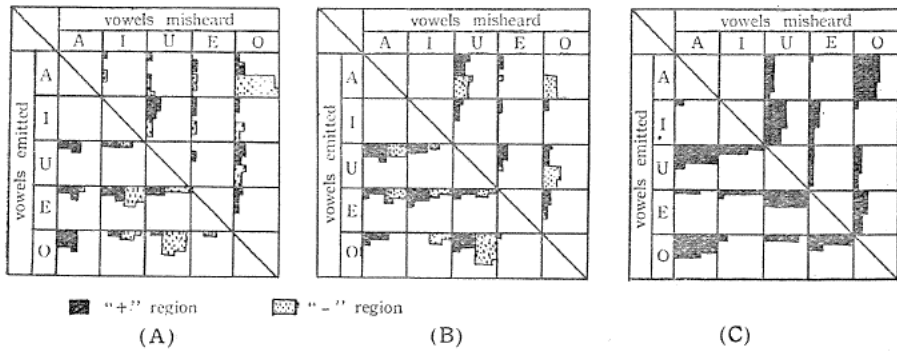 vowels misheard
A I U E O
vowels emitted
A
I
U
E
O
vowels misheard
A I U E O
vowels emitted
A
I
U
E
O
vowels misheard
A I U E O
vowels emitted
A
I
U
E
O
"+" region "-" region
(A) (B) (C)